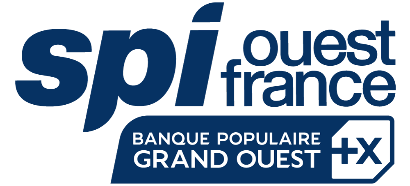 spi ouest
france
BANQUE POPULAIRE
GRAND OUEST +X